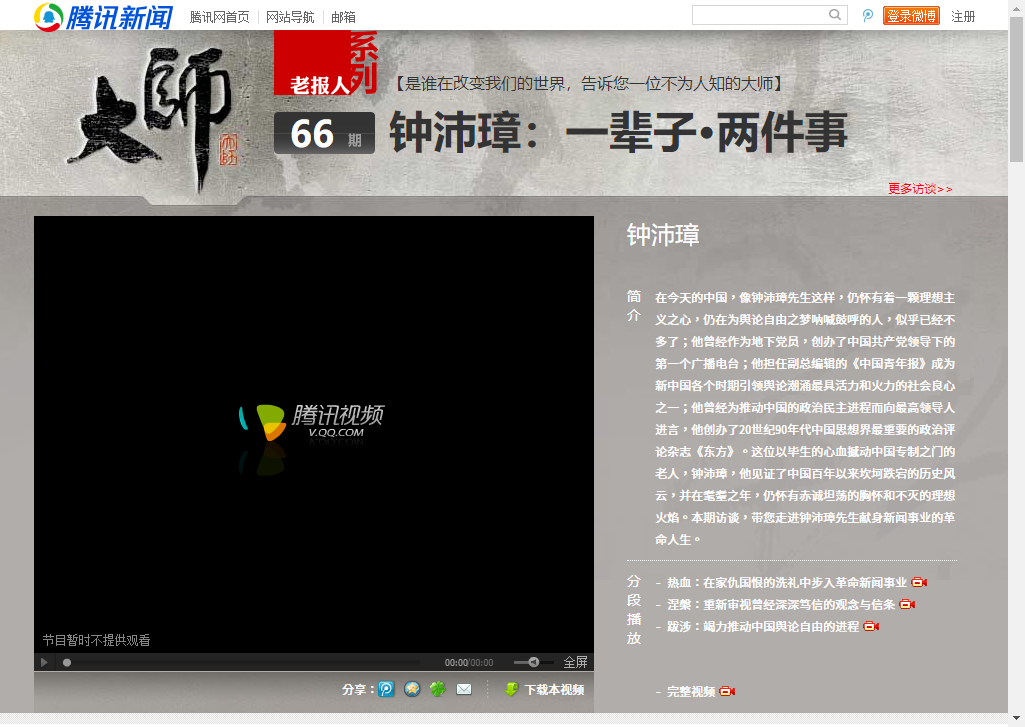 腾讯新闻 腾讯网首页 网站导航 邮箱 登录微博 注册
大師
老报人系列
【是谁在改变我们的世界，告诉您一位不为人知的大师】
66 期 钟沛璋：一辈子·两件事
更多访谈>>
钟沛璋
简介
在今天的中国，像钟沛璋先生这样，仍怀有着一颗理想主
义之心，仍在为舆论自由之梦呐喊鼓呼的人，似乎已经不
多了；他曾经作为地下党员，创办了中国共产党领导下的
第一个广播电台；他担任副总编辑的《中国青年报》成为
新中国各个时期引领舆论潮涌最具活力和火力的社会良心
之一；他曾经为推动中国的政治民主进程而向最高领导人
进言，他创办了20世纪90年代中国思想界最重要的政治评
论杂志《东方》。这位以毕生的心血撼动中国专制之门的
老人，钟沛璋，他见证了中国百年以来坎坷跌宕的历史风
云，并在耄耋之年，仍怀有赤诚坦荡的胸怀和不灭的理想
火焰。本期访谈，带您走进钟沛璋先生献身新闻事业的革
命人生。
分段播放
- 热血：在家仇国恨的洗礼中步入革命新闻事业
- 涅槃：重新审视曾经深深笃信的观念与信条
- 跋涉：竭力推动中国舆论自由的进程
- 完整视频
腾讯视频
V.QQ.COM
节目暂时不提供观看
00:00/00:00 全屏
分享： 下载本视频